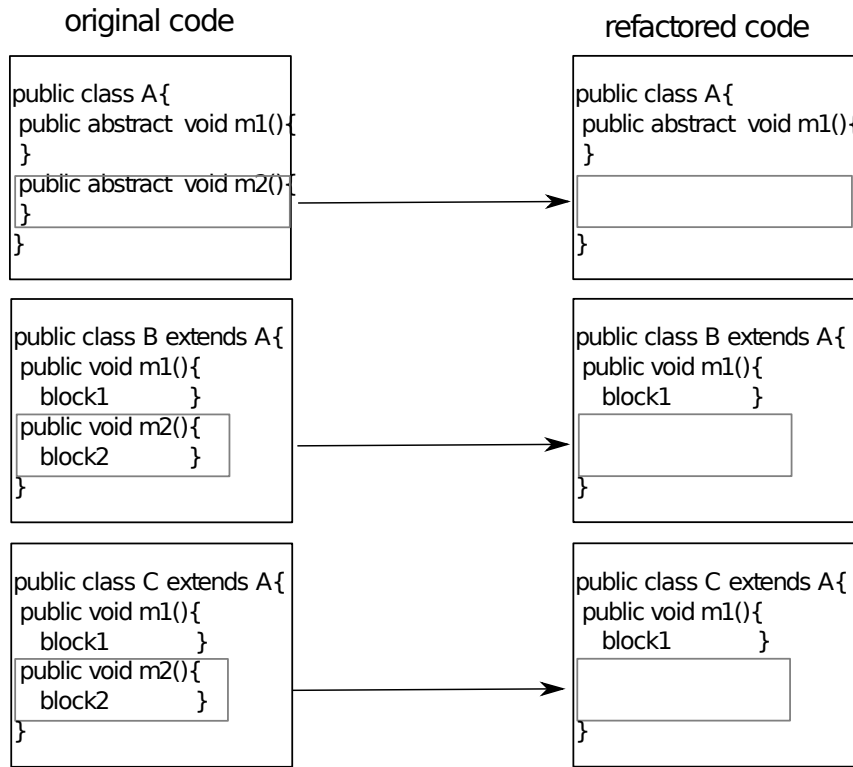 original code
public class A{
public abstract  void m1(){
}
public abstract  void m2(){
}
}
public class B extends A{
public void m1(){
block1 }
public void m2(){
block2 }
}
public class C extends A{
public void m1(){
block1 }
public void m2(){
block2 }
}
refactored code
public class A{
public abstract  void m1(){
}
}
public class B extends A{
public void m1(){
block1 }
}
public class C extends A{
public void m1(){
block1 }
}